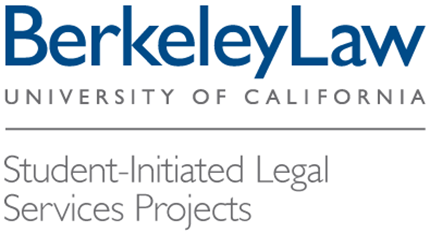 BerkeleyLaw
UNIVERSITY OF CALIFORNIA
Student-Initiated Legal
Services Projects